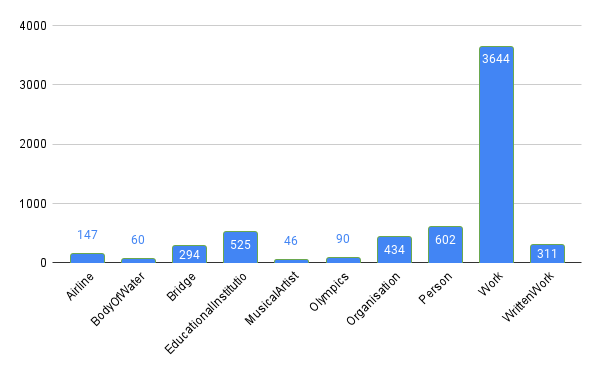 4000
3000
2000
1000
0
147
60
294
525
46
90
434
602
3644
311
Airline
BodyOfWater
Bridge
EducationalInstitutio
MusicalArtist
Olympics
Organisation
Person
Work
WrittenWork